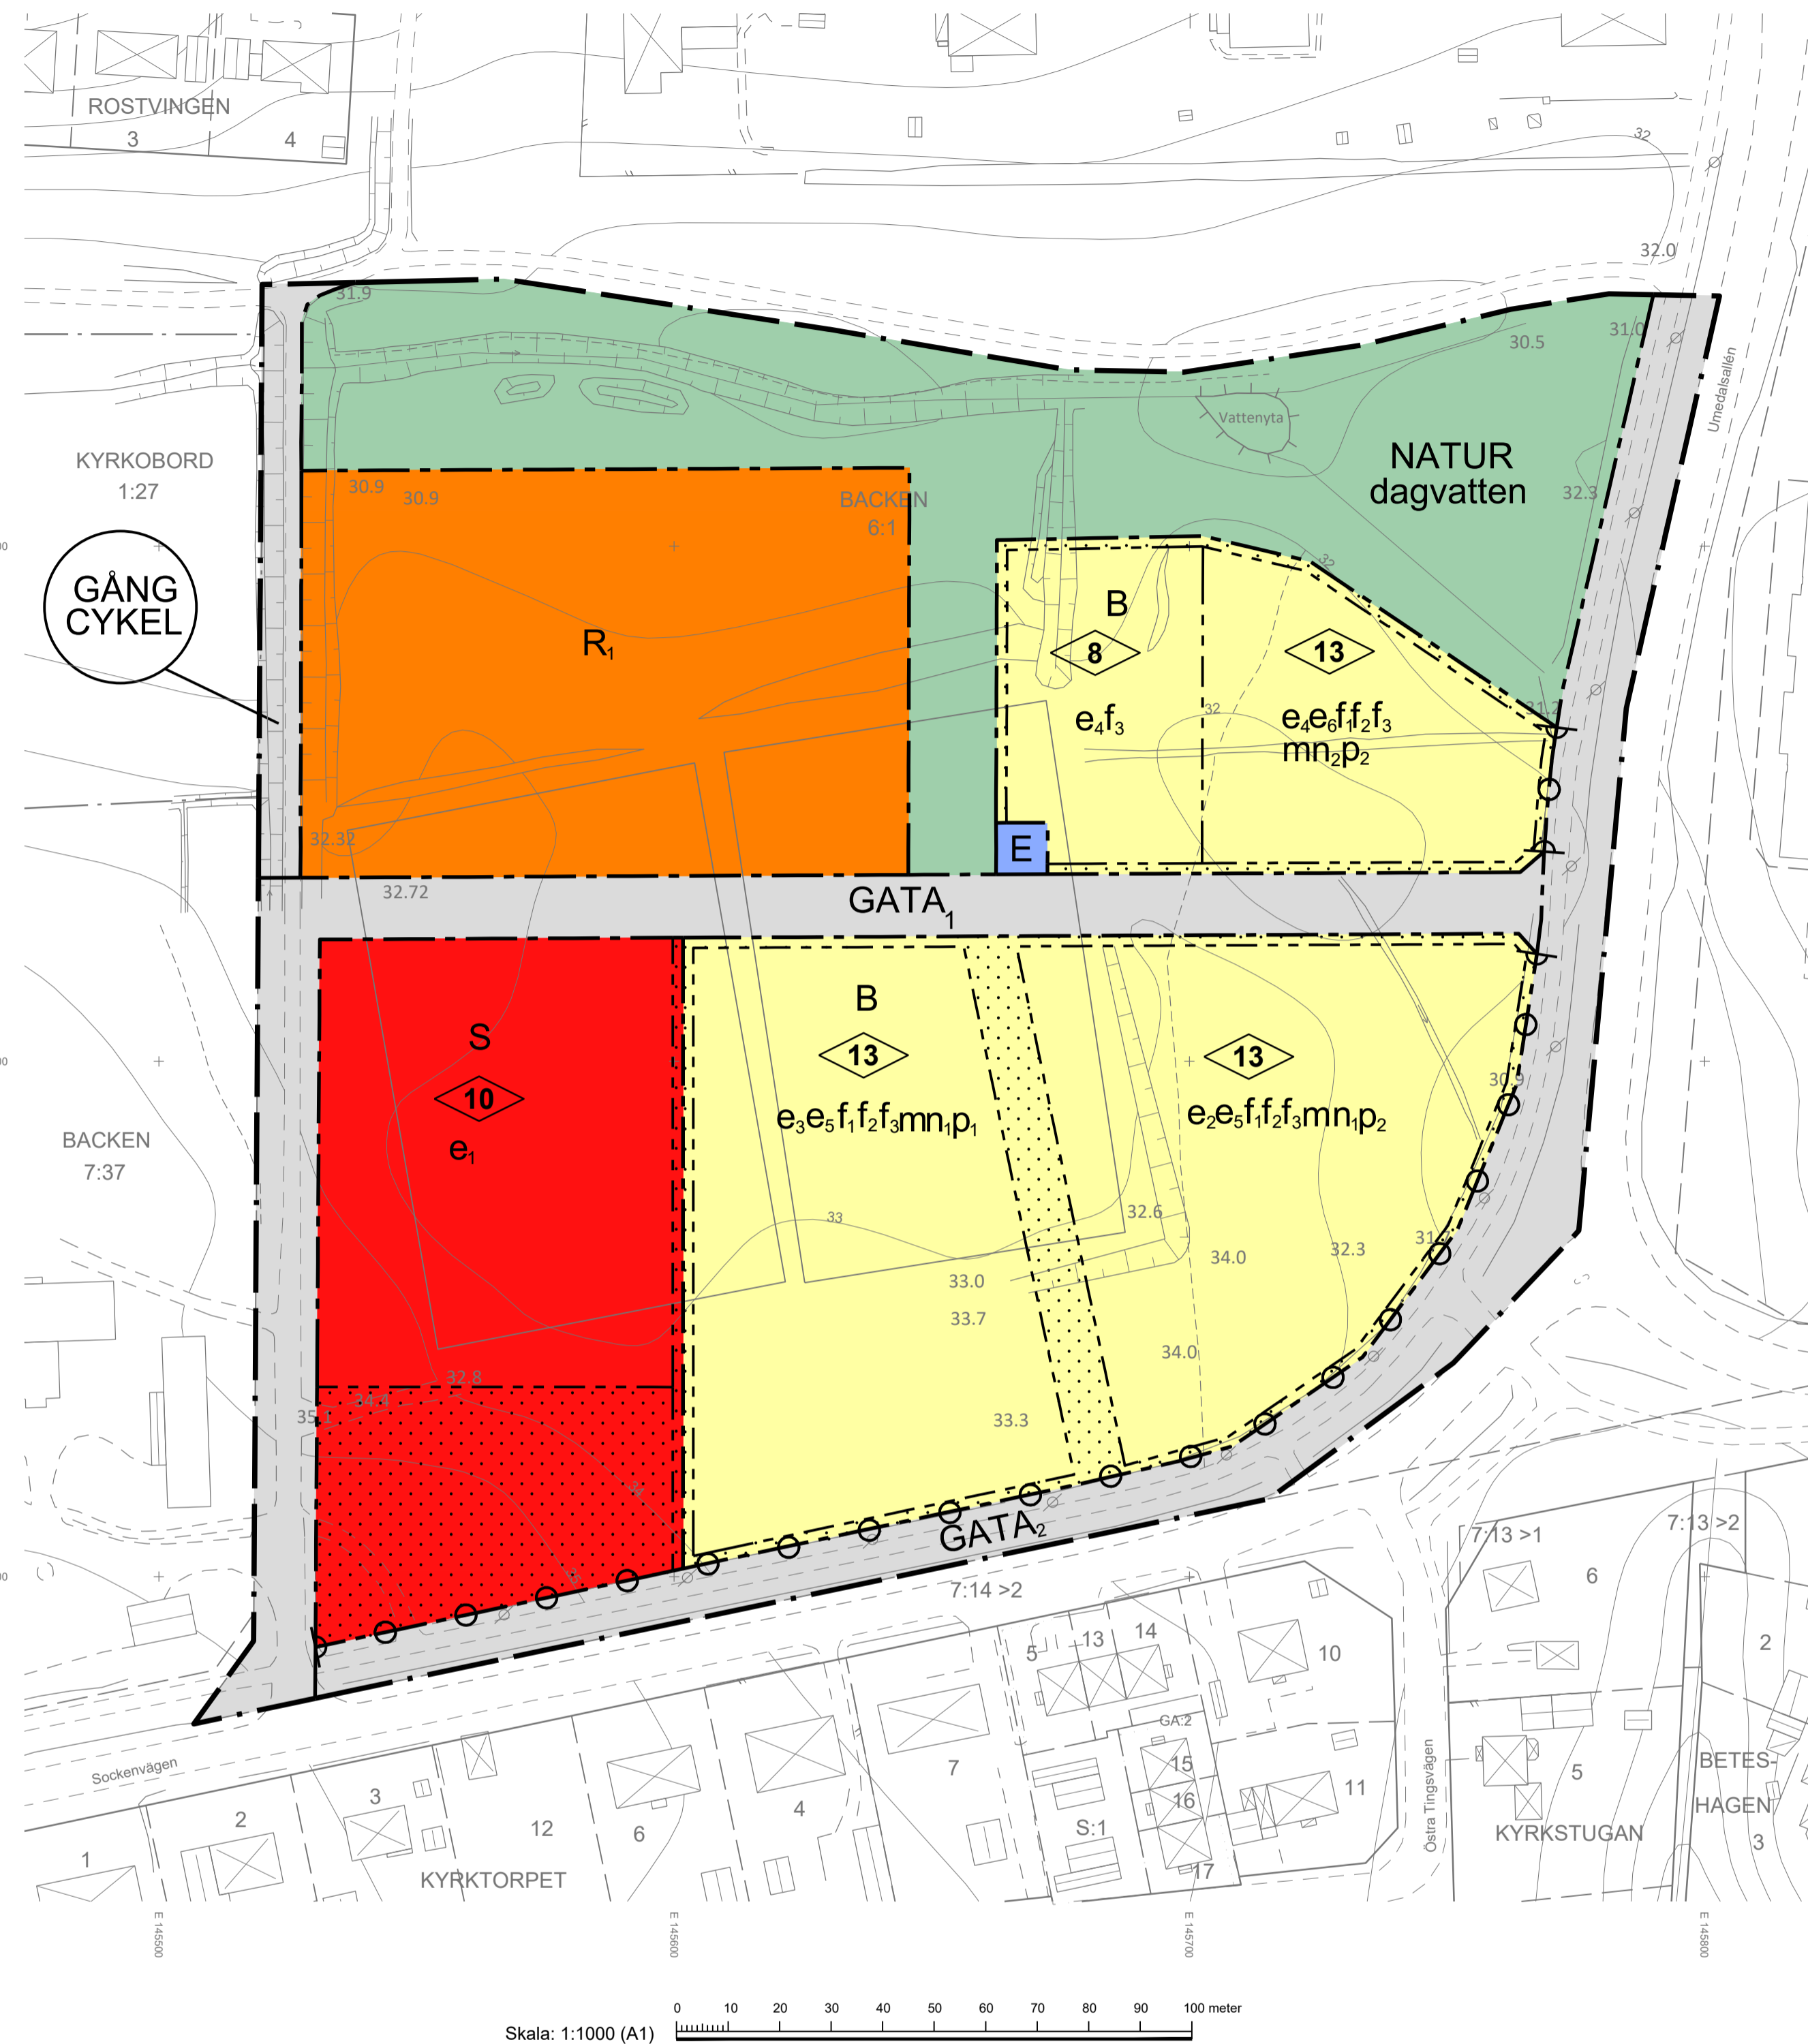 ROSTVINGEN
3
4
32
32.0
31.9
31.0
30.5
Umedalsallén
Vattenyta
KYRKOBORD
1:27
NATUR
dagvatten
30.9
30.9
BACKEN
6:1
32.3
GÅNG
CYKEL
32
B
R1
8
13
31.2
e4f3
32
e4e6f1f2f3
mn2p2
32.32
E
32.72
GATA1
S
B
10
13
13
30.9
e1
e3e5f1f2f3mn1p1
e2e5f1f2f3mn1p2
BACKEN
7:37
33
32.6
34.0
32.3
33.0
33.7
34.0
32.8
34.4
35.1
33.3
34
35
GATA2
7:14 >2
7:13 >1
7:13 >2
6
5
13
14
10
2
GA:2
Sockenvägen
7
15
16
17
11
Östra Tingsvägen
5
BETES-
HAGEN
3
1
2
3
12
6
4
S:1
KYRKTORPET
KYRKSTUGAN
E 145500
E 145600
E 145700
E 145800
0 10 20 30 40 50 60 70 80 90 100 meter
Skala: 1:1000 (A1)